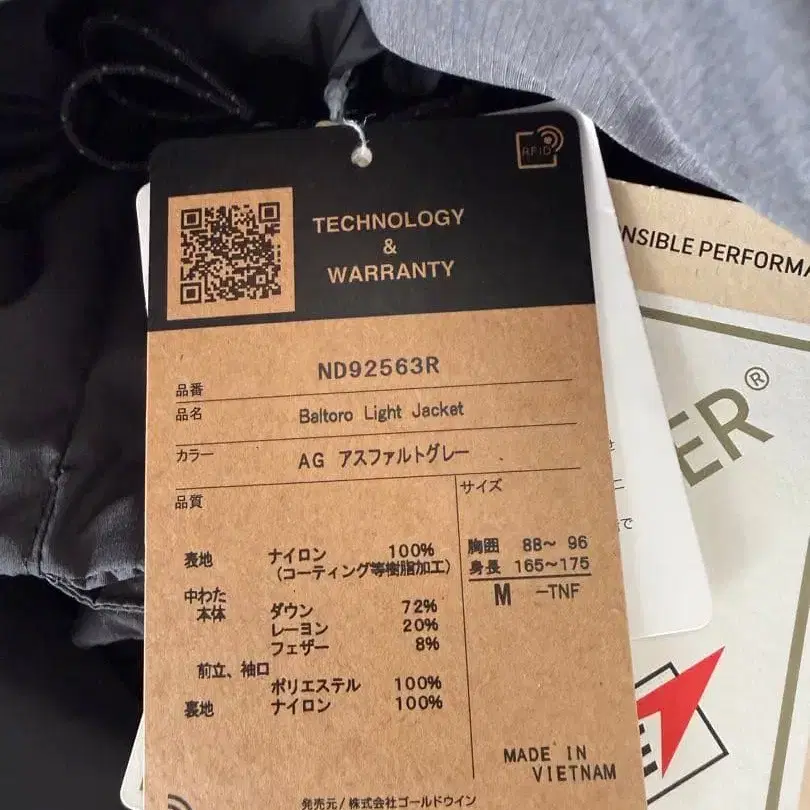 RFID
TECHNOLOGY
&
WARRANTY
NSIBLE PERFORMA
ER®
品番 ND92563R
品名 Baltoro Light Jacket
カラー AG アスファルトグレー
品質
サイズ
表地 ナイロン 100%
(コーティング等樹脂加工)
中わた
本体 ダウン 72%
レーヨン 20%
フェザー 8%
前立、袖口
ポリエステル 100%
裏地 ナイロン 100%
胸囲 88~ 96
身長 165~175
M -TNF
MADE IN
VIETNAM
発売元/株式会社ゴールドウイン
で
E